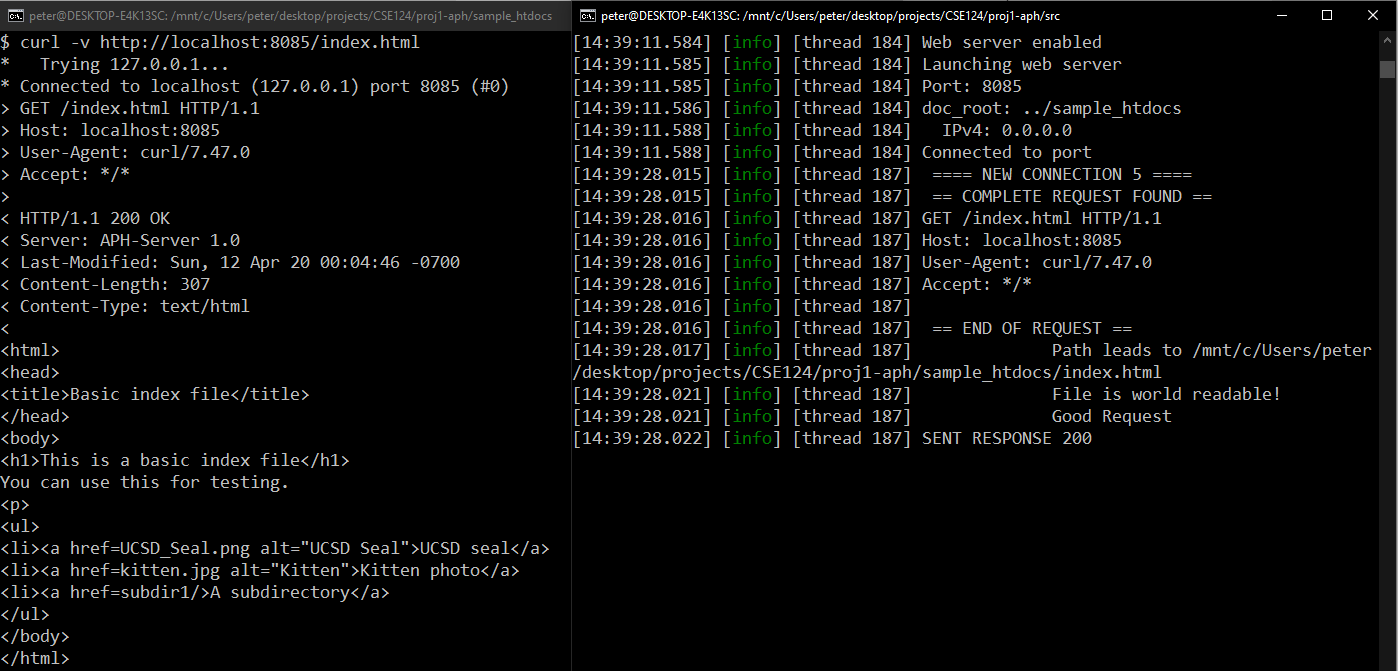 peter@DESKTOP-E4K13SC: /mnt/c/Users/peter/desktop/projects/CSE124/proj1-aph/sample_htdocs
$ curl -v http://localhost:8085/index.html
*   Trying 127.0.0.1...
* Connected to localhost (127.0.0.1) port 8085 (#0)
> GET /index.html HTTP/1.1
> Host: localhost:8085
> User-Agent: curl/7.47.0
> Accept: */*
>
< HTTP/1.1 200 OK
< Server: APH-Server 1.0
< Last-Modified: Sun, 12 Apr 20 00:04:46 -0700
< Content-Length: 307
< Content-Type: text/html
<
<html>
<head>
<title>Basic index file</title>
</head>
<body>
<h1>This is a basic index file</h1>
You can use this for testing.
<p>
<ul>
<li><a href=UCSD_Seal.png alt="UCSD Seal">UCSD seal</a>
<li><a href=kitten.jpg alt="Kitten">Kitten photo</a>
<li><a href=subdir1/>A subdirectory</a>
</ul>
</body>
</html>
peter@DESKTOP-E4K13SC: /mnt/c/Users/peter/desktop/projects/CSE124/proj1-aph/src
[14:39:11.584] [info] [thread 184] Web server enabled
[14:39:11.585] [info] [thread 184] Launching web server
[14:39:11.585] [info] [thread 184] Port: 8085
[14:39:11.586] [info] [thread 184] doc_root: ../sample_htdocs
[14:39:11.588] [info] [thread 184]   IPv4: 0.0.0.0
[14:39:11.588] [info] [thread 184] Connected to port
[14:39:28.015] [info] [thread 187]  ==== NEW CONNECTION 5 ====
[14:39:28.015] [info] [thread 187]  == COMPLETE REQUEST FOUND ==
[14:39:28.016] [info] [thread 187] GET /index.html HTTP/1.1
[14:39:28.016] [info] [thread 187] Host: localhost:8085
[14:39:28.016] [info] [thread 187] User-Agent: curl/7.47.0
[14:39:28.016] [info] [thread 187] Accept: */*
[14:39:28.016] [info] [thread 187]
[14:39:28.016] [info] [thread 187]  == END OF REQUEST ==
[14:39:28.017] [info] [thread 187]              Path leads to /mnt/c/Users/peter
/desktop/projects/CSE124/proj1-aph/sample_htdocs/index.html
[14:39:28.021] [info] [thread 187]              File is world readable!
[14:39:28.021] [info] [thread 187]              Good Request
[14:39:28.022] [info] [thread 187] SENT RESPONSE 200